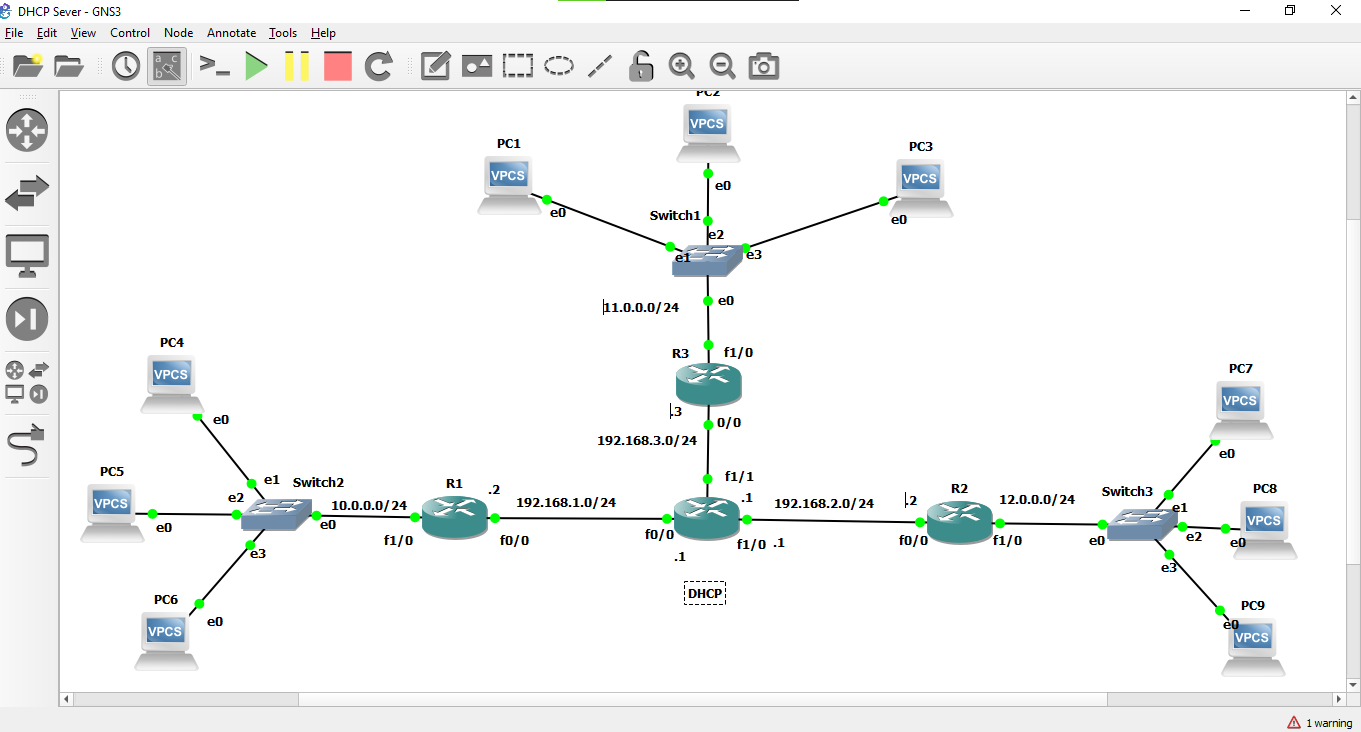 DHCP Sever - GNS3
File Edit View Control Node Annotate Tools Help
PC2
VPCS
PC1
VPCS
PC3
VPCS
e0
e0
e0
Switch1
e2
e1
e3
11.0.0.0/24
e0
R3
f1/0
.3
0/0
192.168.3.0/24
PC4
VPCS
e0
PC5
VPCS
e0
PC6
VPCS
e0
e1
Switch2
e2
e0
e3
10.0.0.0/24
R1
.2
f1/0
f0/0
192.168.1.0/24
f1/1
.1
f0/0
.1
f1/0 .1
DHCP
192.168.2.0/24
.2
R2
f0/0
f1/0
12.0.0.0/24
Switch3
e0
e1
e2
e3
PC7
VPCS
e0
PC8
VPCS
e0
PC9
e0
VPCS
1 warning